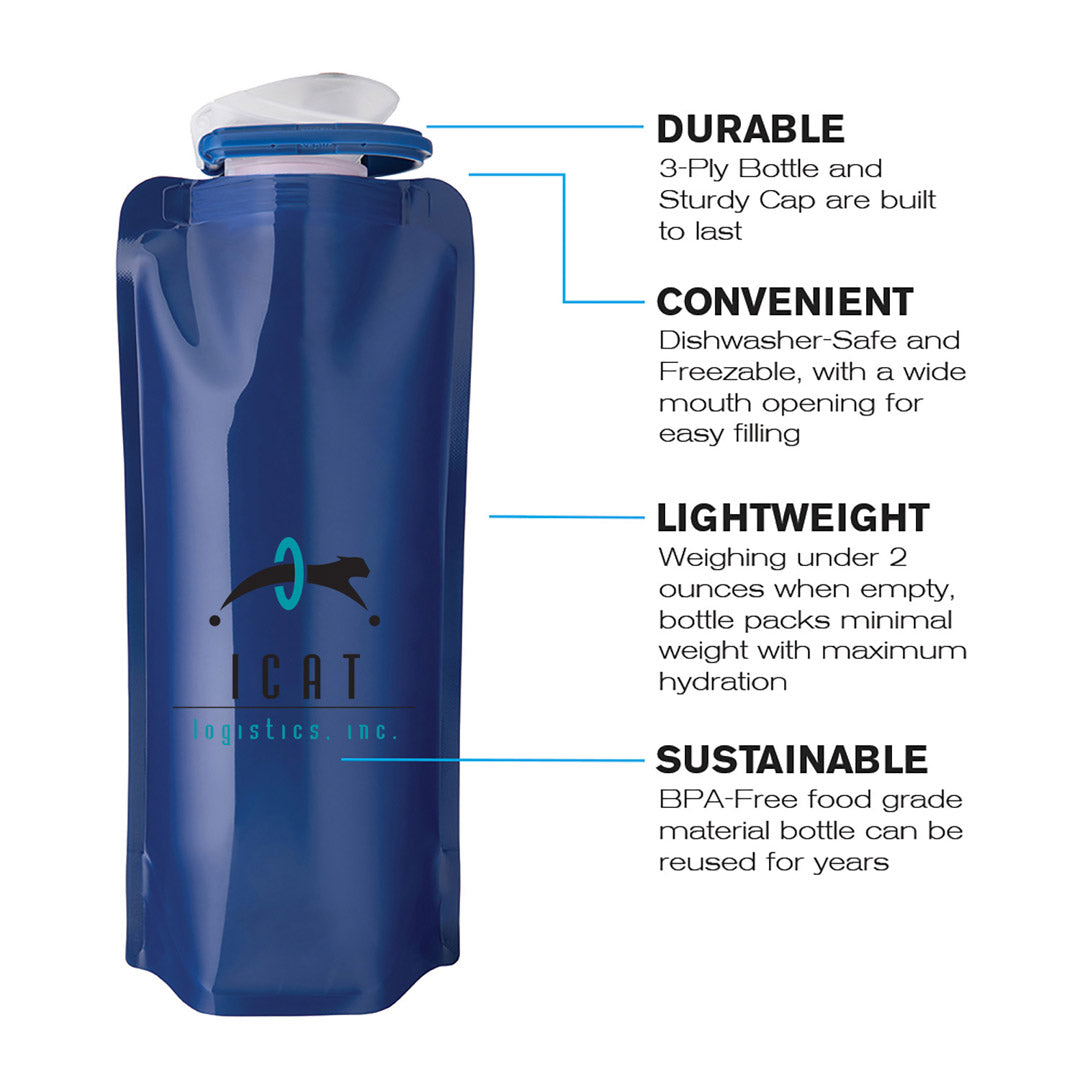 DURABLE
3-Ply Bottle and
Sturdy Cap are built
to last
CONVENIENT
Dishwasher-Safe and
Freezable, with a wide
mouth opening for
easy filling
LIGHTWEIGHT
Weighing under 2
ounces when empty,
bottle packs minimal
weight with maximum
hydration
SUSTAINABLE
BPA-Free food grade
material bottle can be
reused for years
ICAT
logistics, inc.